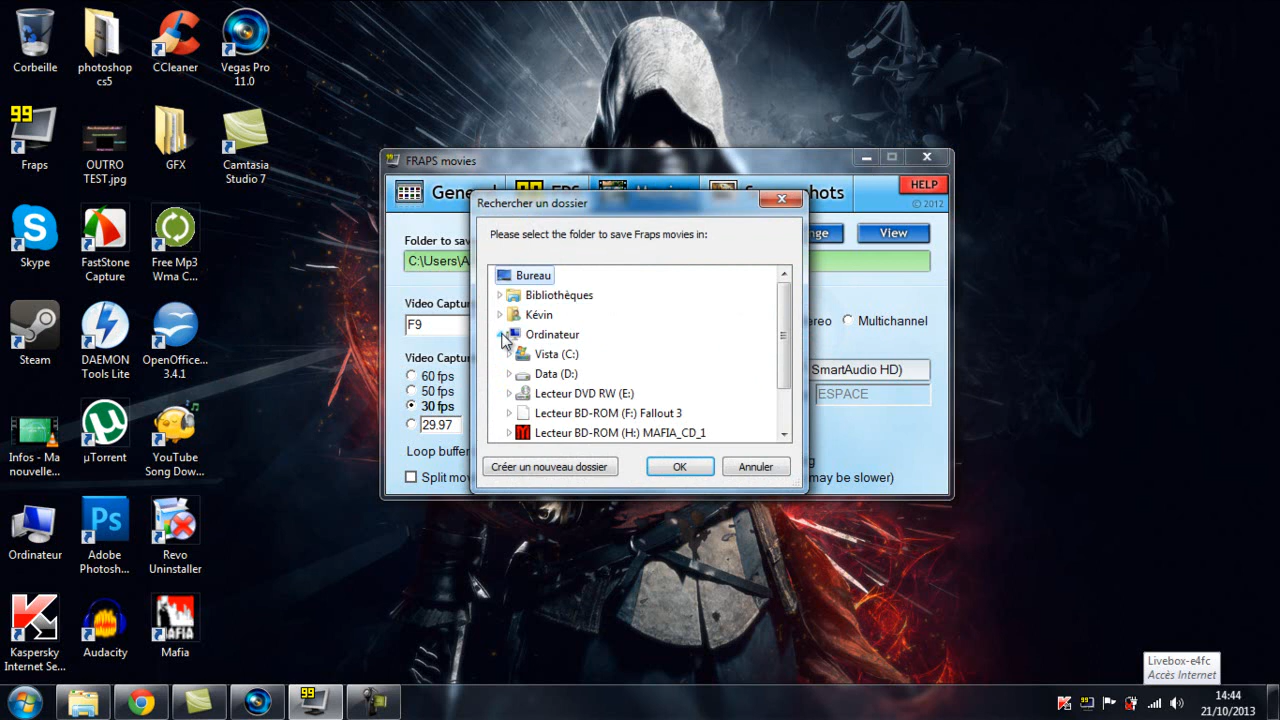 Corbeille
photoshop
cs5
CCleaner
Vegas Pro
11.0
99
Fraps
OUTRO
TEST.jpg
GFX
Camtasia
Studio 7
Skype
FastStone
Capture
Free Mp3
Wma C...
Steam
DAEMON
Tools Lite
OpenOffice...
3.4.1
Infos - Ma
nouvelle...
µTorrent
YouTube
Song Dow...
Ordinateur
Adobe
Photosh...
Revo
Uninstaller
Kaspersky
Internet Se...
Audacity
MAFIA
Mafia
FRAPS movies
HELP
© 2012
View
Folder to sav
C:\Users\A
Video Captur
F9
Multichannel
Video Captur
60 fps
50 fps
30 fps
29.97
SmartAudio HD)
ESPACE
Loop buffer
Split mov
may be slower)
Rechercher un dossier
Please select the folder to save Fraps movies in:
Bureau
Bibliothèques
Kévin
Ordinateur
Vista (C:)
Data (D:)
Lecteur DVD RW (E:)
Lecteur BD-ROM (F:) Fallout 3
Lecteur BD-ROM (H:) MAFIA_CD_1
Créer un nouveau dossier
OK
Annuler
Livebox-e4fc
Accès Internet
99
14:44
21/10/2013